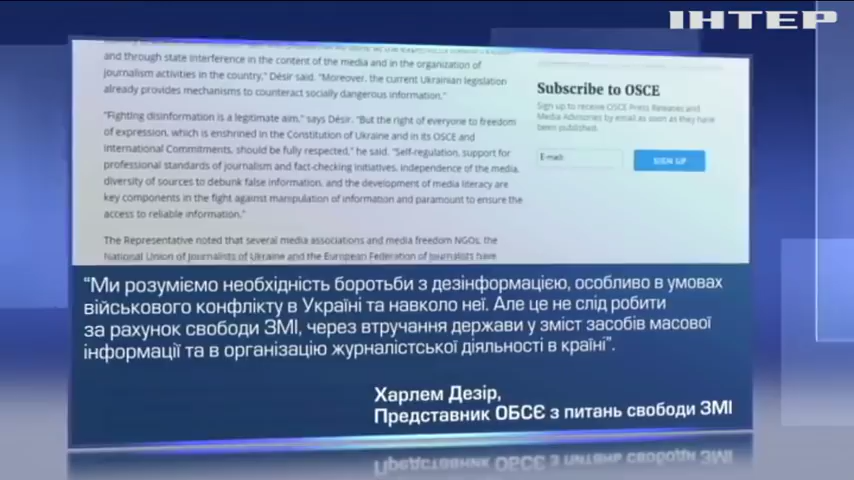 ІНТЕР
and through state interference in the content of the media and in the organization of
journalism activities in the country," Désir said. "Moreover, the current Ukrainian legislation
already provides mechanisms to counteract socially dangerous information."
"Fighting disinformation is a legitimate aim," says Désir. "But the right of everyone to freedom
of expression, which is enshrined in the Constitution of Ukraine and in its OSCE and
International Commitments, should be fully respected," he said. "Self-regulation, support for
professional standards of journalism and fact-checking initiatives, independence of the media,
diversity of sources to debunk false information, and the development of media literacy are
key components in the fight against manipulation of information and paramount to ensure the
access to reliable information."
The Representative noted that several media associations and media freedom NGOs, the
National Union of Journalists of Ukraine and the European Federation of Journalists have
Subscribe to OSCE
Sign up to receive OSCE Press Releases and
Media Advisories by email as soon as they have
been published.
E-mail:
SIGN UP
“Ми розуміємо необхідність боротьби з дезінформацією, особливо в умовах
військового конфлікту в Україні та навколо неї. Але це не слід робити
за рахунок свободи ЗМІ, через втручання держави у зміст засобів масової
інформації та в організацію журналістської діяльності в країні”.
Харлем Дезір,
Представник ОБСЄ з питань свободи ЗМІ